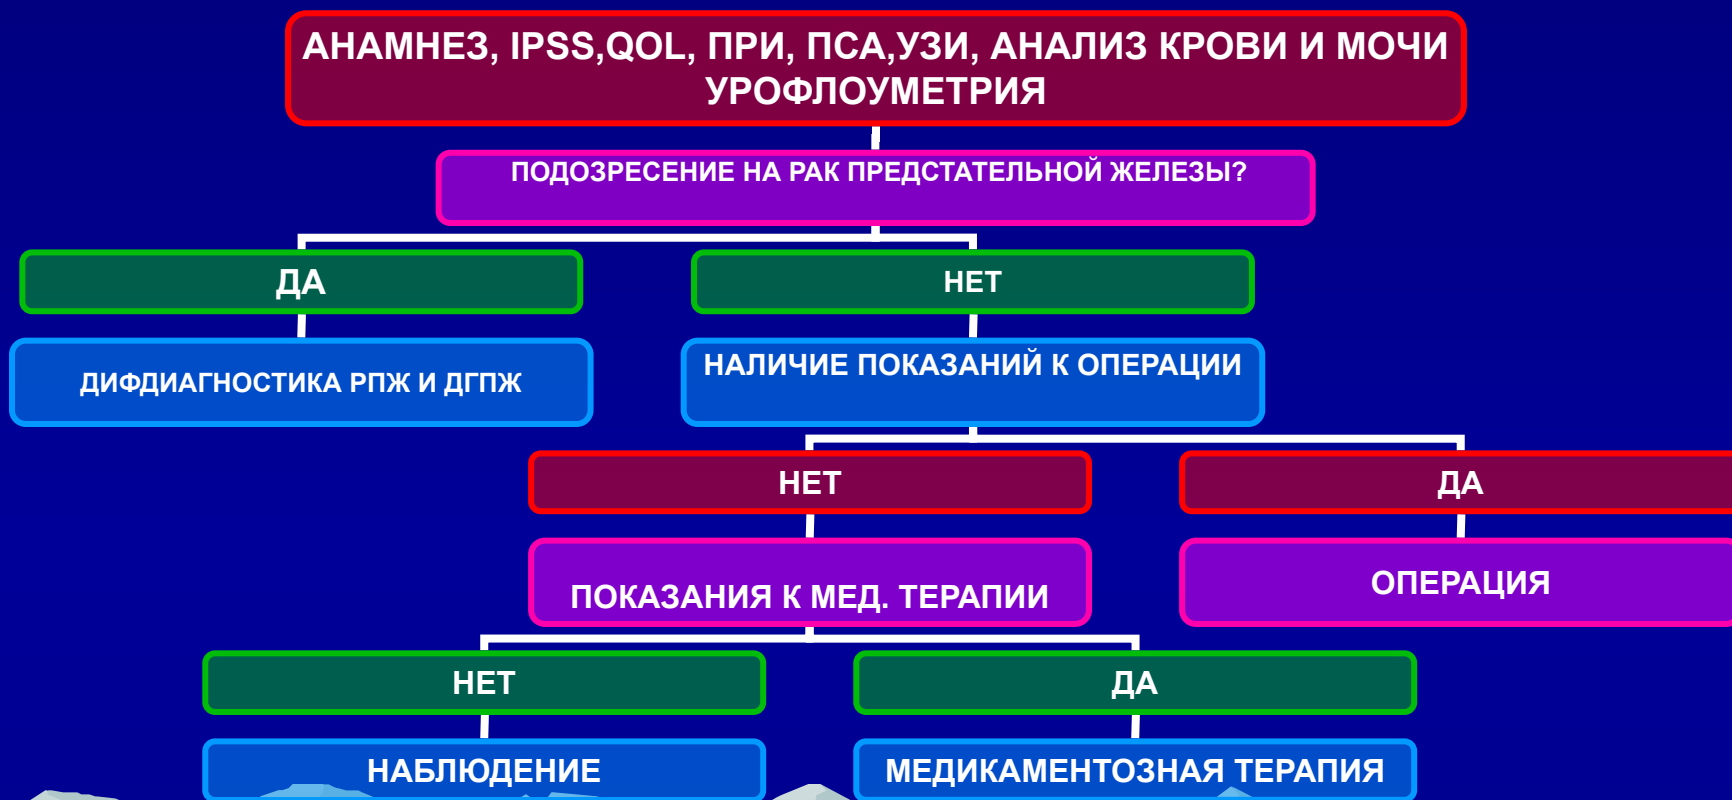 АНАМНЕЗ, IPSS,QOL, ПРИ, ПСА,УЗИ, АНАЛИЗ КРОВИ И МОЧИ
УРОФЛОУМЕТРИЯ
ПОДОЗРЕСЕНИЕ НА РАК ПРЕДСТАТЕЛЬНОЙ ЖЕЛЕЗЫ?
ДА
НЕТ
ДИФДИАГНОСТИКА РПЖ И ДГПЖ
НАЛИЧИЕ ПОКАЗАНИЙ К ОПЕРАЦИИ
НЕТ
ДА
ПОКАЗАНИЯ К МЕД. ТЕРАПИИ
ОПЕРАЦИЯ
НЕТ
ДА
НАБЛЮДЕНИЕ
МЕДИКАМЕНТОЗНАЯ ТЕРАПИЯ